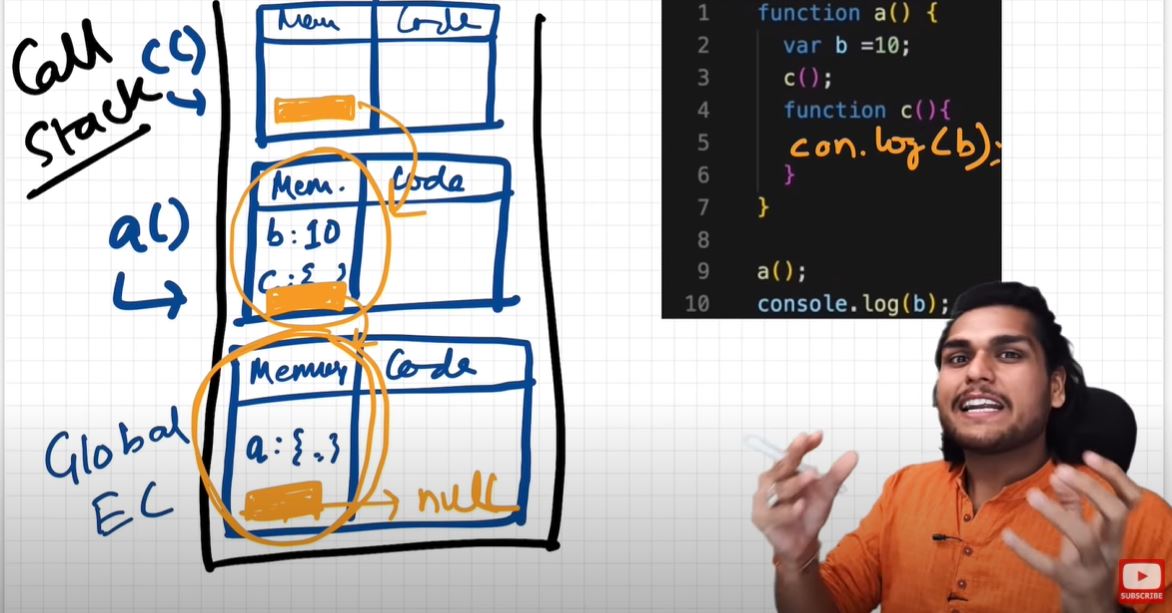 Call
Stack
c()
Mem
Code
Mem.
Code
a()
b:10
c:{ }
Memory
Code
Global
EC
a:{.}
null
1 function a() {
2 var b =10;
3 c();
4 function c(){
5 con.log(b);
6 }
7 }
8
9 a();
10 console.log(b);
SUBSCRIBE